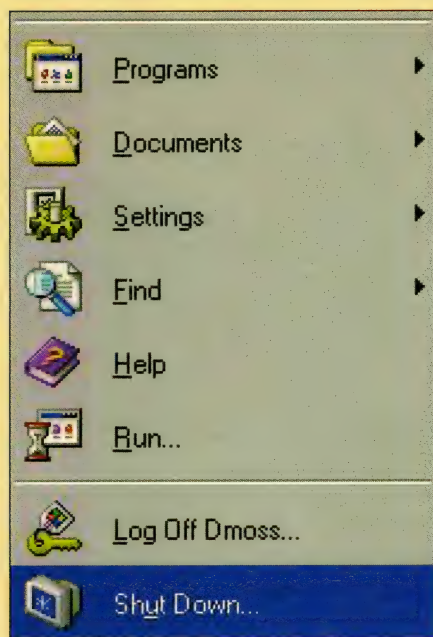 Programs
Documents
Settings
Find
Help
Run...
Log Off Dmoss...
Shut Down...